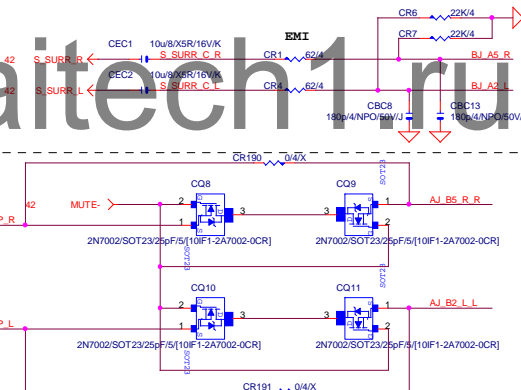 CR6 22K/4
EMI
CR7 22K/4
CEC1 10u/8/X5R/16V/K
42 S_SURR_R S_SURR_C_R CR1 62/4 BJ_A5_R
CEC2 10u/8/X5R/16V/K
42 S_SURR_L S_SURR_C_L CR4 62/4 BJ_A2_L
aitech1.ru
CBC8 CBC13
180p/4/NPO/50V/J 180p/4/NPO/50V/
CR190 0/4/X
SOT23
CQ8 CQ9
42 MUTE- 2 G D 3 3 1 AJ_B5_R_R
P_R 1 S 2
2N7002/SOT23/25pF/5/[10IF1-2A7002-0CR] 2N7002/SOT23/25pF/5/[10IF1-2A7002-0CR]
SOT23 SOT23
CQ10 CQ11
2 G D 3 3 1 AJ_B2_L_L
P_L 1 S 2
2N7002/SOT23/25pF/5/[10IF1-2A7002-0CR] 2N7002/SOT23/25pF/5/[10IF1-2A7002-0CR]
SOT23
CR191 0/4/X